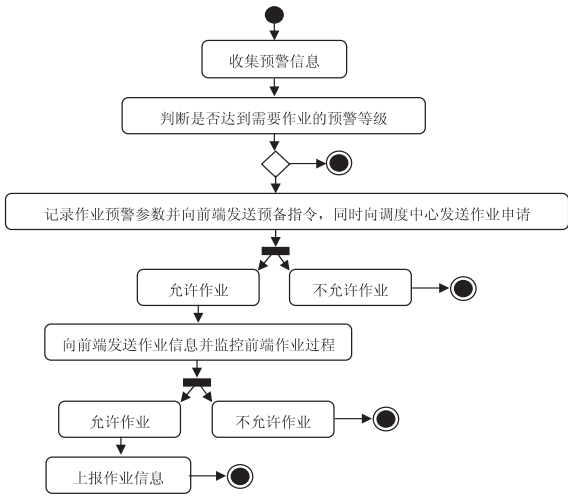 收集预警信息
判断是否达到需要作业的预警等级
记录作业预警参数并向前端发送预备指令，同时向调度中心发送作业申请
允许作业
不允许作业
向前端发送作业信息并监控前端作业过程
允许作业
不允许作业
上报作业信息